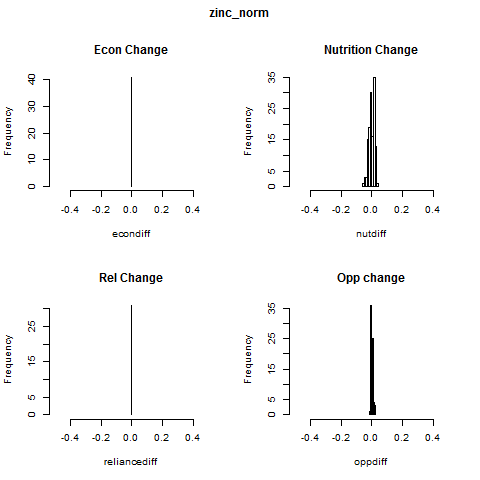 zinc_norm
Econ Change
Frequency
0 10 20 30 40
-0.4 -0.2 0.0 0.2 0.4
econdiff
Nutrition Change
Frequency
0 5 15 25 35
-0.4 -0.2 0.0 0.2 0.4
nutdiff
Rel Change
Frequency
0 5 15 25
-0.4 -0.2 0.0 0.2 0.4
reliancediff
Opp change
Frequency
0 5 15 25 35
-0.4 -0.2 0.0 0.2 0.4
oppdiff